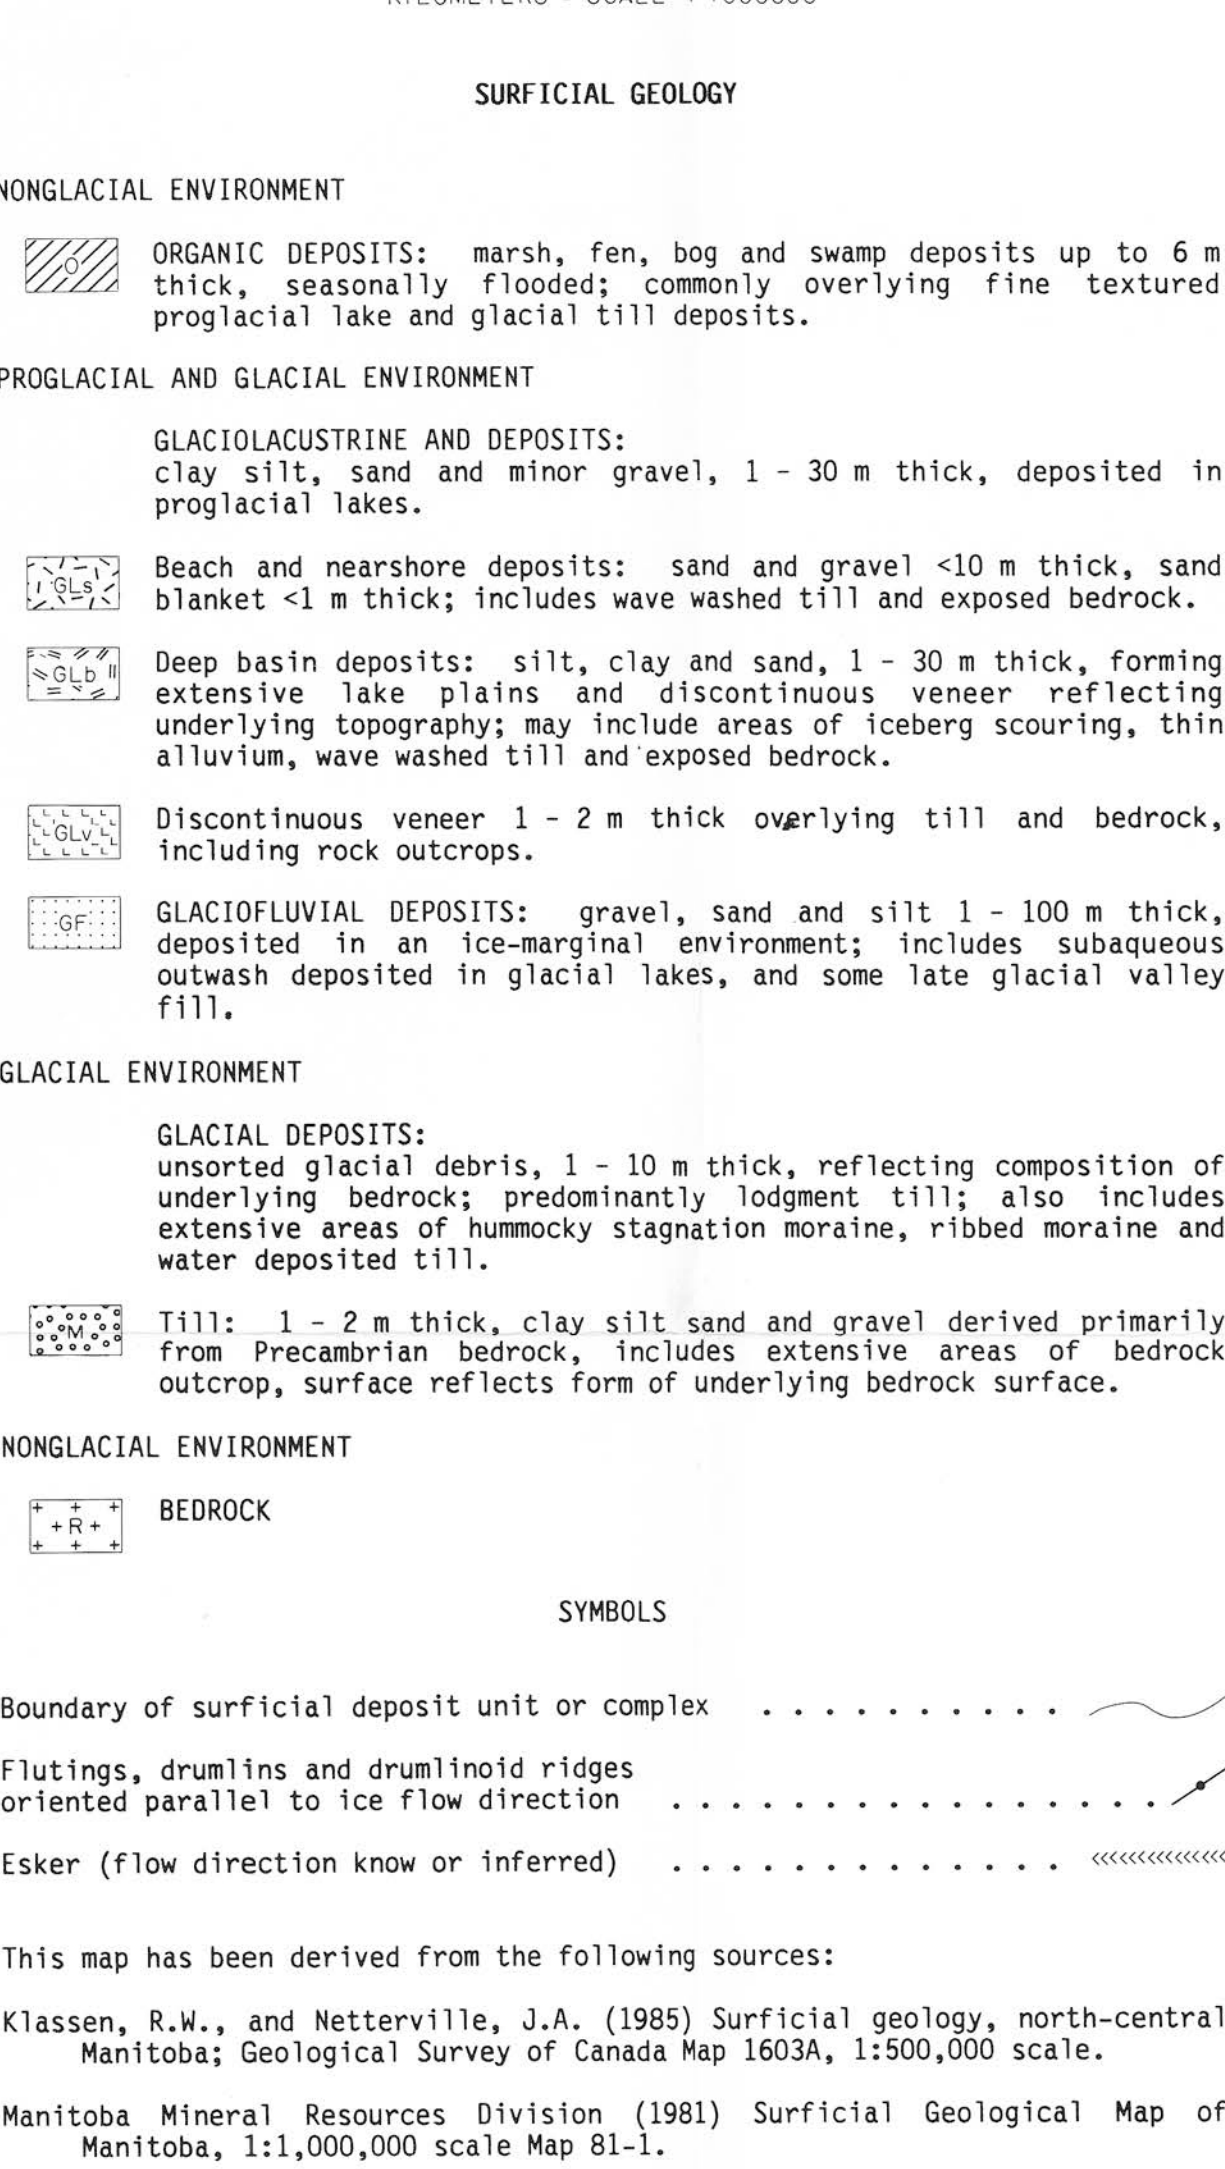 SURFICIAL GEOLOGY
NONGLACIAL ENVIRONMENT
O
ORGANIC DEPOSITS: marsh, fen, bog and swamp deposits up to 6 m
thick, seasonally flooded; commonly overlying fine textured
proglacial lake and glacial till deposits.
PROGLACIAL AND GLACIAL ENVIRONMENT
GLACIOLACUSTRINE AND DEPOSITS:
clay silt, sand and minor gravel, 1 - 30 m thick, deposited in
proglacial lakes.
GLs
Beach and nearshore deposits: sand and gravel <10 m thick, sand
blanket <1 m thick; includes wave washed till and exposed bedrock.
GLb
Deep basin deposits: silt, clay and sand, 1 - 30 m thick, forming
extensive lake plains and discontinuous veneer reflecting
underlying topography; may include areas of iceberg scouring, thin
alluvium, wave washed till and exposed bedrock.
GLv
Discontinuous veneer 1 - 2 m thick overlying till and bedrock,
including rock outcrops.
GF
GLACIOFLUVIAL DEPOSITS: gravel, sand and silt 1 - 100 m thick,
deposited in an ice-marginal environment; includes subaqueous
outwash deposited in glacial lakes, and some late glacial valley
fill.
GLACIAL ENVIRONMENT
GLACIAL DEPOSITS:
unsorted glacial debris, 1 - 10 m thick, reflecting composition of
underlying bedrock; predominantly lodgment till; also includes
extensive areas of hummocky stagnation moraine, ribbed moraine and
water deposited till.
M
Till: 1 - 2 m thick, clay silt sand and gravel derived primarily
from Precambrian bedrock, includes extensive areas of bedrock
outcrop, surface reflects form of underlying bedrock surface.
NONGLACIAL ENVIRONMENT
R
BEDROCK
SYMBOLS
Boundary of surficial deposit unit or complex . . . . . . . . . .
Flutings, drumlins and drumlinoid ridges
oriented parallel to ice flow direction . . . . . . . . . . . . . . . . .
Esker (flow direction know or inferred) . . . . . . . . . . . . .
This map has been derived from the following sources:
Klassen, R.W., and Netterville, J.A. (1985) Surficial geology, north-central
Manitoba; Geological Survey of Canada Map 1603A, 1:500,000 scale.
Manitoba Mineral Resources Division (1981) Surficial Geological Map of
Manitoba, 1:1,000,000 scale Map 81-1.